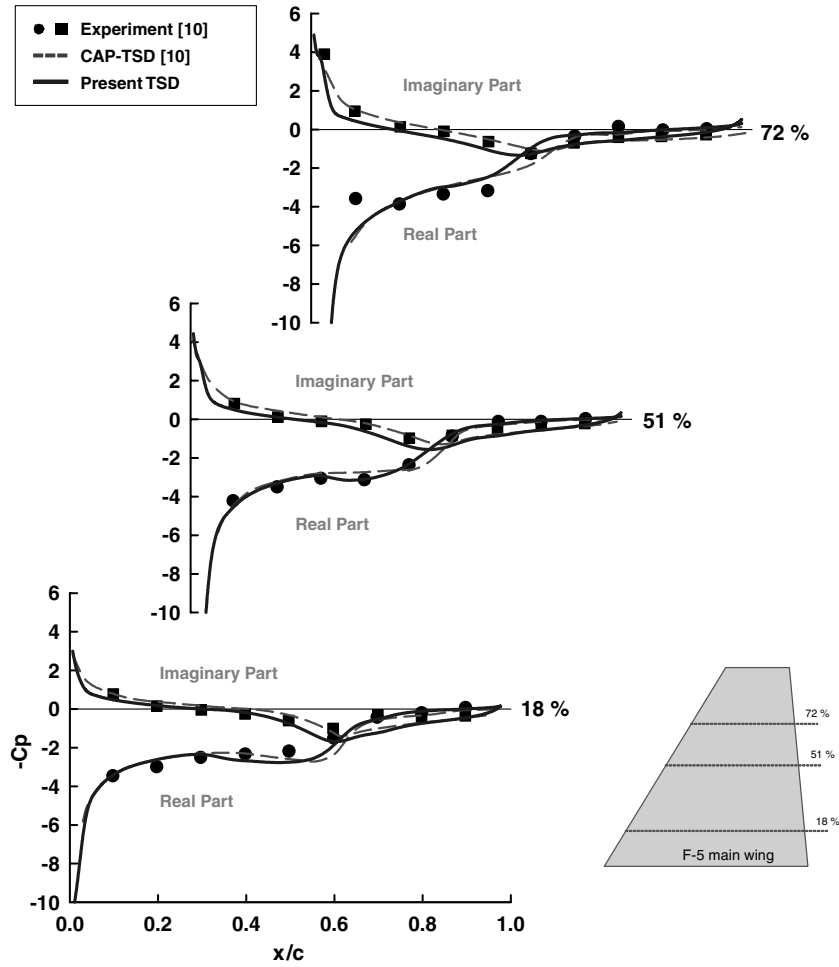 Experiment [10]
CAP-TSD [10]
Present TSD
6
4
2
0
-2
-4
-6
-8
-10
Imaginary Part
Real Part
72 %
6
4
2
0
-2
-4
-6
-8
-10
Imaginary Part
Real Part
51 %
6
4
2
0
-2
-4
-6
-8
-10
-Cp
Imaginary Part
Real Part
18 %
0.0 0.2 0.4 0.6 0.8 1.0
x/c
72 %
51 %
18 %
F-5 main wing